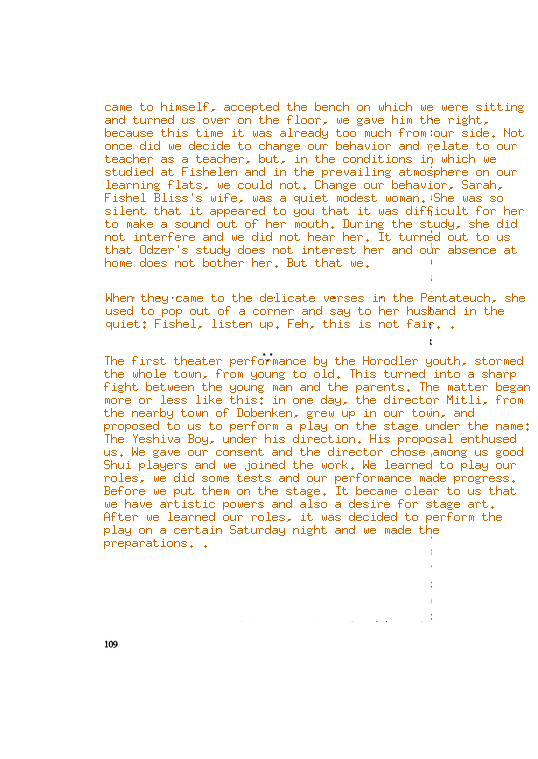 came to himself, accepted the bench on which we were sitting
and turned us over on the floor, we gave him the right,
because this time it was already too much from our side. Not
once did we decide to change our behavior and relate to our
teacher as a teacher, but, in the conditions in which we
studied at Fishelen and in the prevailing atmosphere on our
learning flats, we could not. Change our behavior, Sarah,
Fishel Bliss's wife, was a quiet modest woman. She was so
silent that it appeared to you that it was difficult for her
to make a sound out of her mouth. During the study, she did
not interfere and we did not hear her. It turned out to us
that Odzer's study does not interest her and our absence at
home does not bother her. But that we.
When they came to the delicate verses in the Pentateuch, she
used to pop out of a corner and say to her husband in the
quiet: Fishel, listen up. Feh, this is not fair. .
The first theater performance by the Horodler youth, stormed
the whole town, from young to old. This turned into a sharp
fight between the young man and the parents. The matter began
more or less like this: in one day, the director Mitli, from
the nearby town of Dobenken, grew up in our town, and
proposed to us to perform a play on the stage under the name:
The Yeshiva Boy, under his direction. His proposal enthused
us. We gave our consent and the director chose among us good
Shui players and we joined the work. We learned to play our
roles, we did some tests and our performance made progress.
Before we put them on the stage. It became clear to us that
we have artistic powers and also a desire for stage art.
After we learned our roles, it was decided to perform the
play on a certain Saturday night and we made the
preparations. .
109